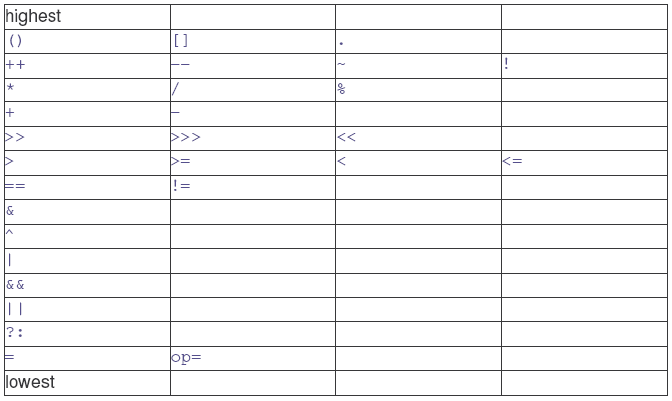 highest
() [] .
++ -- ~ !
* / %
+ -
>> >>> <<
> >= < <=
== !=
&
^
|
&&
||
?:
= op=
lowest